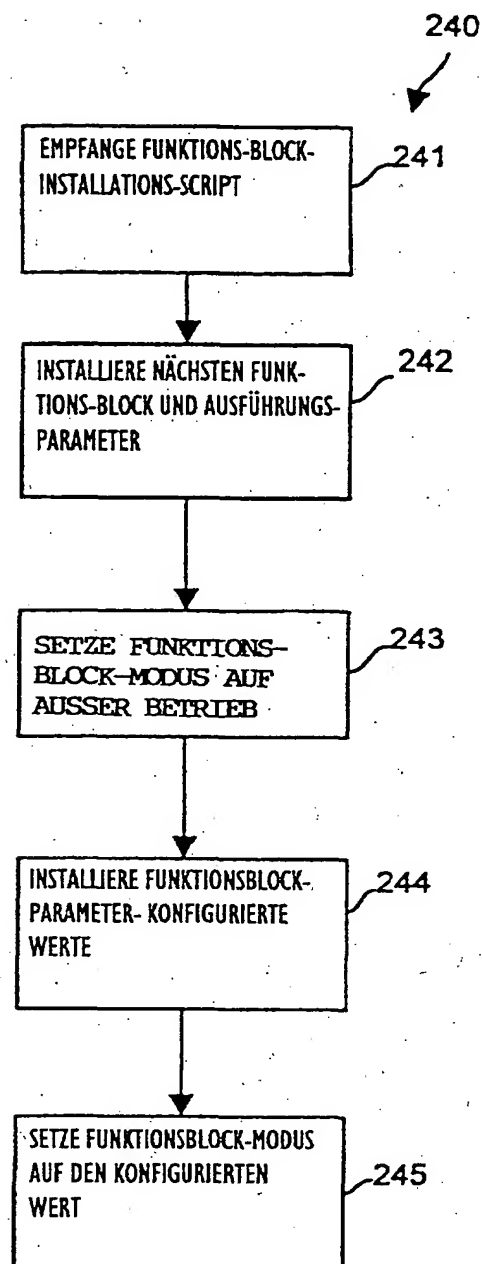 240
EMPFANGE FUNKTIONS-BLOCK-
INSTALLATIONS-SCRIPT
241
INSTALLIERE NÄCHSTEN FUNK-
TIONS-BLOCK UND AUSFÜHRUNGS-
PARAMETER
242
SETZE FUNKTIONS-
BLOCK-MODUS AUF
AUSSER BETRIEB
243
INSTALLIERE FUNKTIONSBLOCK-
PARAMETER- KONFIGURIERTE
WERTE
244
SETZE FUNKTIONSBLOCK-MODUS
AUF DEN KONFIGURIERTEN
WERT
245